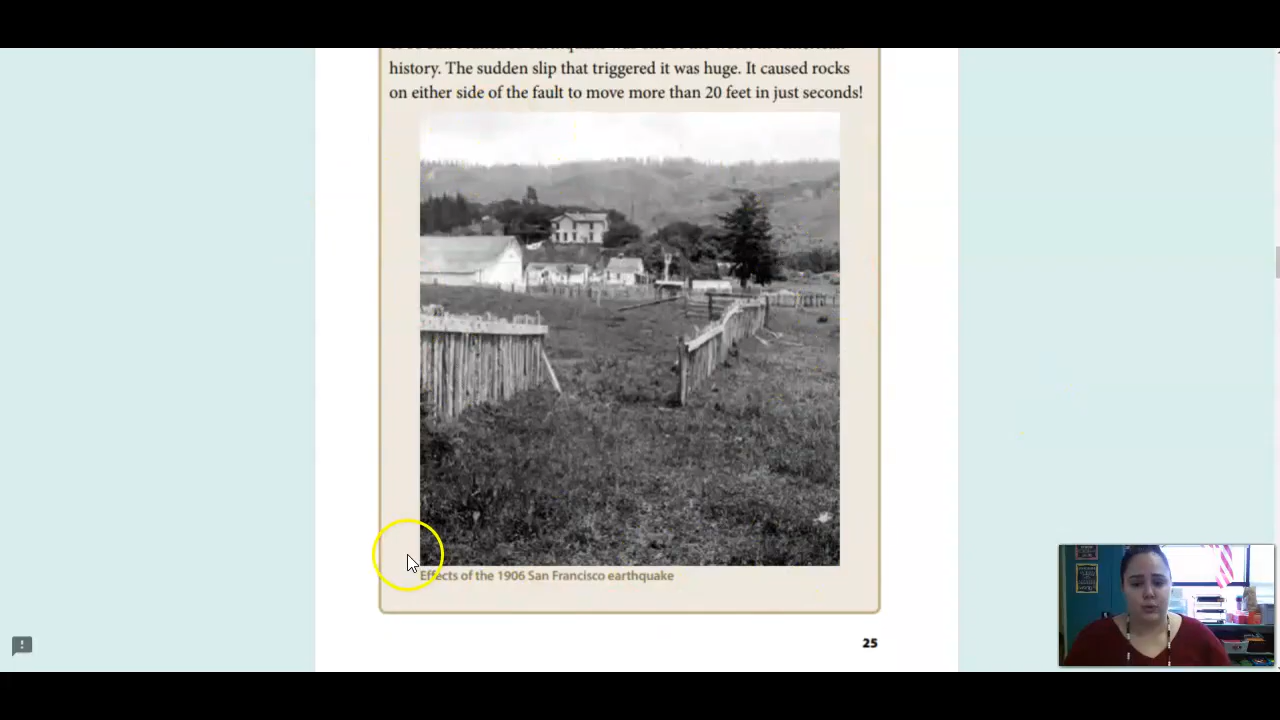 history. The sudden slip that triggered it was huge. It caused rocks
on either side of the fault to move more than 20 feet in just seconds!
Effects of the 1906 San Francisco earthquake
25